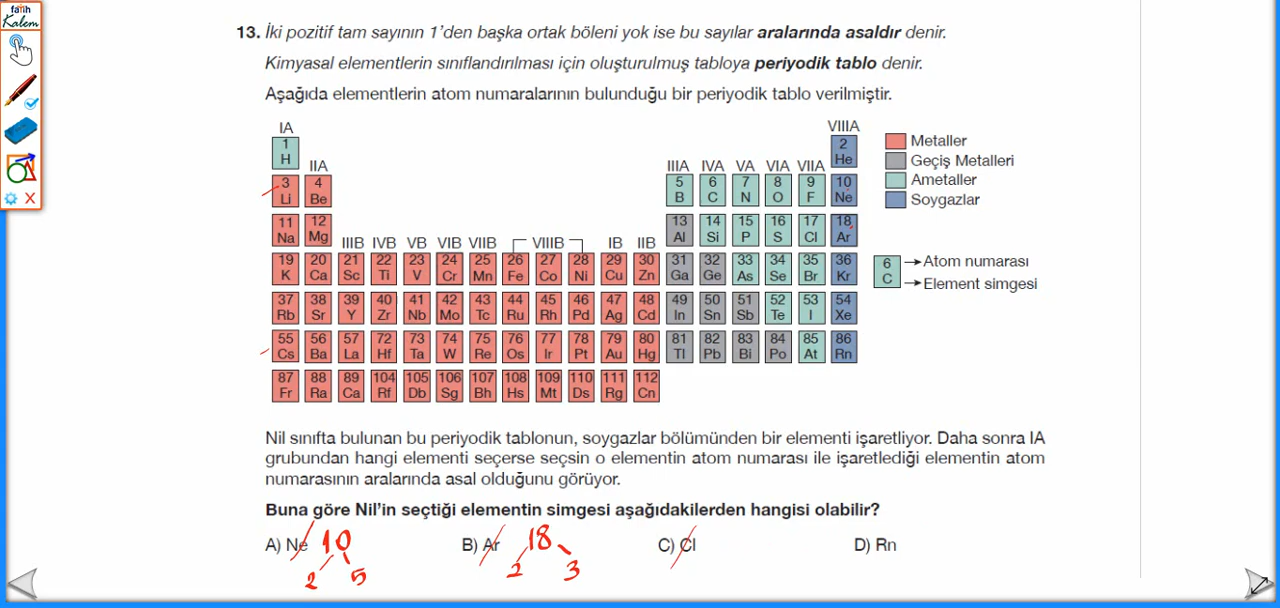 fatih
Kalem
13. İki pozitif tam sayının 1'den başka ortak böleni yok ise bu sayılar aralarında asaldır denir.
Kimyasal elementlerin sınıflandırılması için oluşturulmuş tabloya periyodik tablo denir.
Aşağıda elementlerin atom numaralarının bulunduğu bir periyodik tablo verilmiştir.
IA VIIIA
1 2
H He
IIA IIIA IVA VA VIA VIIA
3 4 5 6 7 8 9 10
Li Be B C N O F Ne
11 12 13 14 15 16 17 18
Na Mg Al Si P S Cl Ar
IIIB IVB VB VIB VIIB VIIIB IB IIB
19 20 21 22 23 24 25 26 27 28 29 30 31 32 33 34 35 36
K Ca Sc Ti V Cr Mn Fe Co Ni Cu Zn Ga Ge As Se Br Kr
37 38 39 40 41 42 43 44 45 46 47 48 49 50 51 52 53 54
Rb Sr Y Zr Nb Mo Tc Ru Rh Pd Ag Cd In Sn Sb Te I Xe
55 56 57 72 73 74 75 76 77 78 79 80 81 82 83 84 85 86
Cs Ba La Hf Ta W Re Os Ir Pt Au Hg Tl Pb Bi Po At Rn
87 88 89 104 105 106 107 108 109 110 111 112
Fr Ra Ca Rf Db Sg Bh Hs Mt Ds Rg Cn
Metaller
Geçiş Metalleri
Ametaller
Soygazlar
6 Atom numarası
C Element simgesi
Nil sınıfta bulunan bu periyodik tablonun, soygazlar bölümünden bir elementi işaretliyor. Daha sonra IA
grubundan hangi elementi seçerse seçsin o elementin atom numarası ile işaretlediği elementin atom
numarasının aralarında asal olduğunu görüyor.
Buna göre Nil'in seçtiği elementin simgesi aşağıdakilerden hangisi olabilir?
A) Ne 10 B) Ar 18 C) Cl D) Rn
2 5 2 3